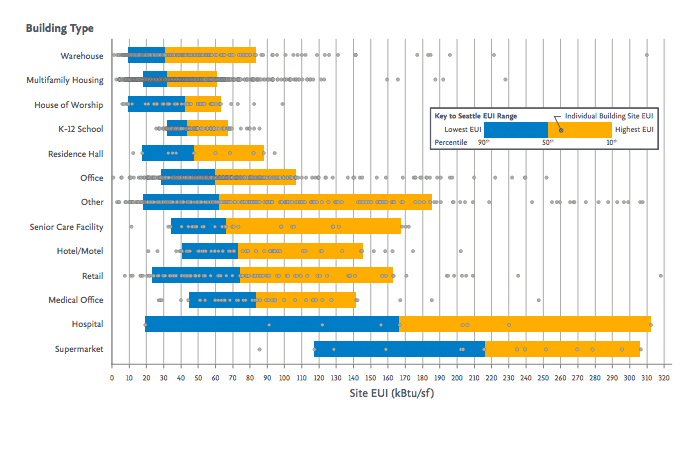 Building Type
Warehouse
Multifamily Housing
House of Worship
K-12 School
Residence Hall
Office
Other
Senior Care Facility
Hotel/Motel
Retail
Medical Office
Hospital
Supermarket
Key to Seattle EUI Range
Individual Building Site EUI
Lowest EUI
Highest EUI
Percentile 90th 50th 10th
0 10 20 30 40 50 60 70 80 90 100 110 120 130 140 150 160 170 180 190 200 210 220 230 240 250 260 270 280 290 300 310 320
Site EUI (kBtu/sf)